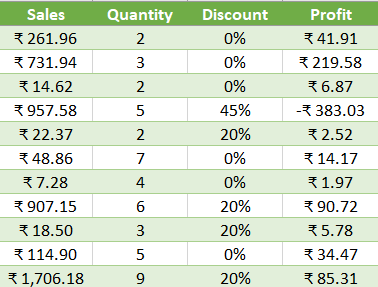 Sales Quantity Discount Profit
₹ 261.96 2 0% ₹ 41.91
₹ 731.94 3 0% ₹ 219.58
₹ 14.62 2 0% ₹ 6.87
₹ 957.58 5 45% -₹ 383.03
₹ 22.37 2 20% ₹ 2.52
₹ 48.86 7 0% ₹ 14.17
₹ 7.28 4 0% ₹ 1.97
₹ 907.15 6 20% ₹ 90.72
₹ 18.50 3 20% ₹ 5.78
₹ 114.90 5 0% ₹ 34.47
₹ 1,706.18 9 20% ₹ 85.31